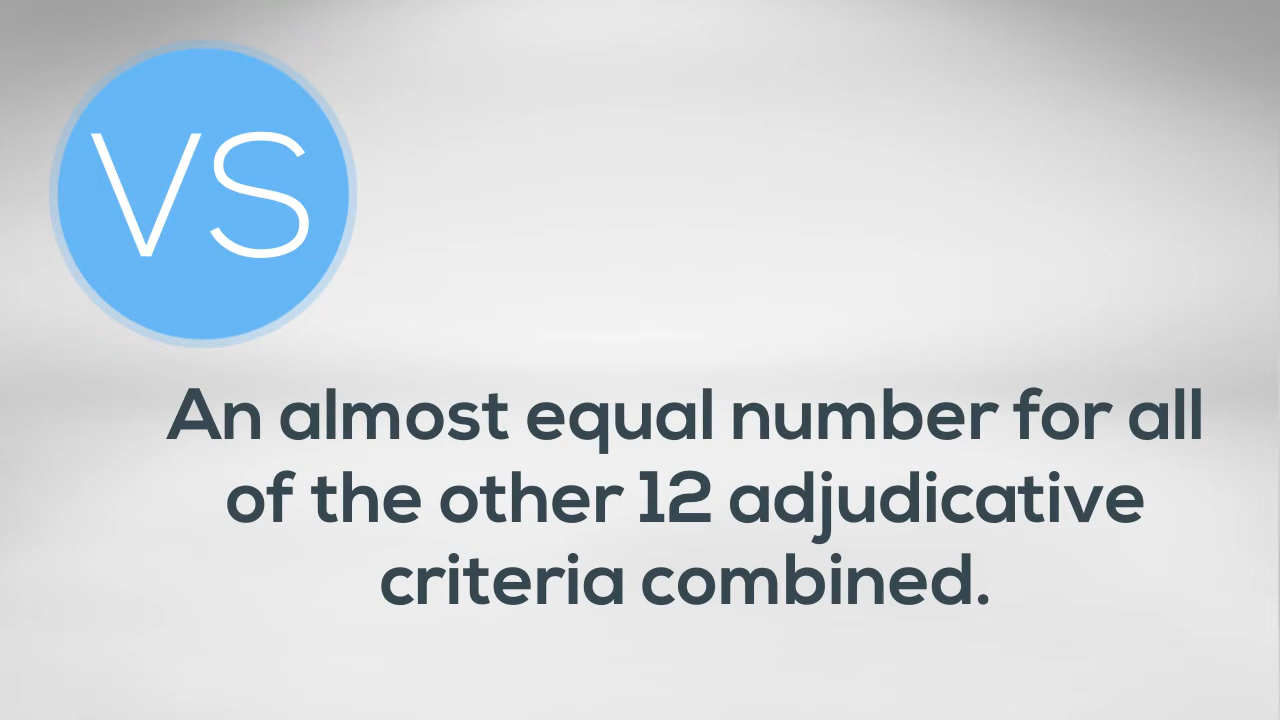 VS
An almost equal number for all
of the other 12 adjudicative
criteria combined.